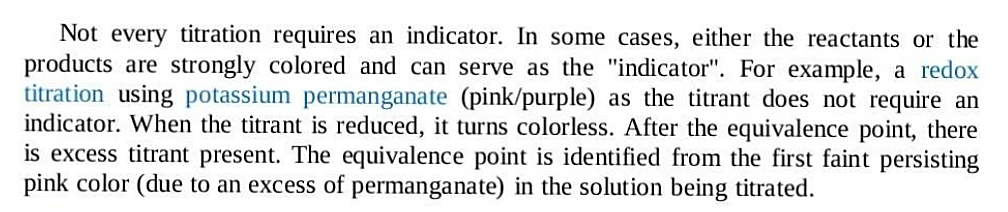 Not every titration requires an indicator. In some cases, either the reactants or the
products are strongly colored and can serve as the "indicator". For example, a redox
titration using potassium permanganate (pink/purple) as the titrant does not require an
indicator. When the titrant is reduced, it turns colorless. After the equivalence point, there
is excess titrant present. The equivalence point is identified from the first faint persisting
pink color (due to an excess of permanganate) in the solution being titrated.